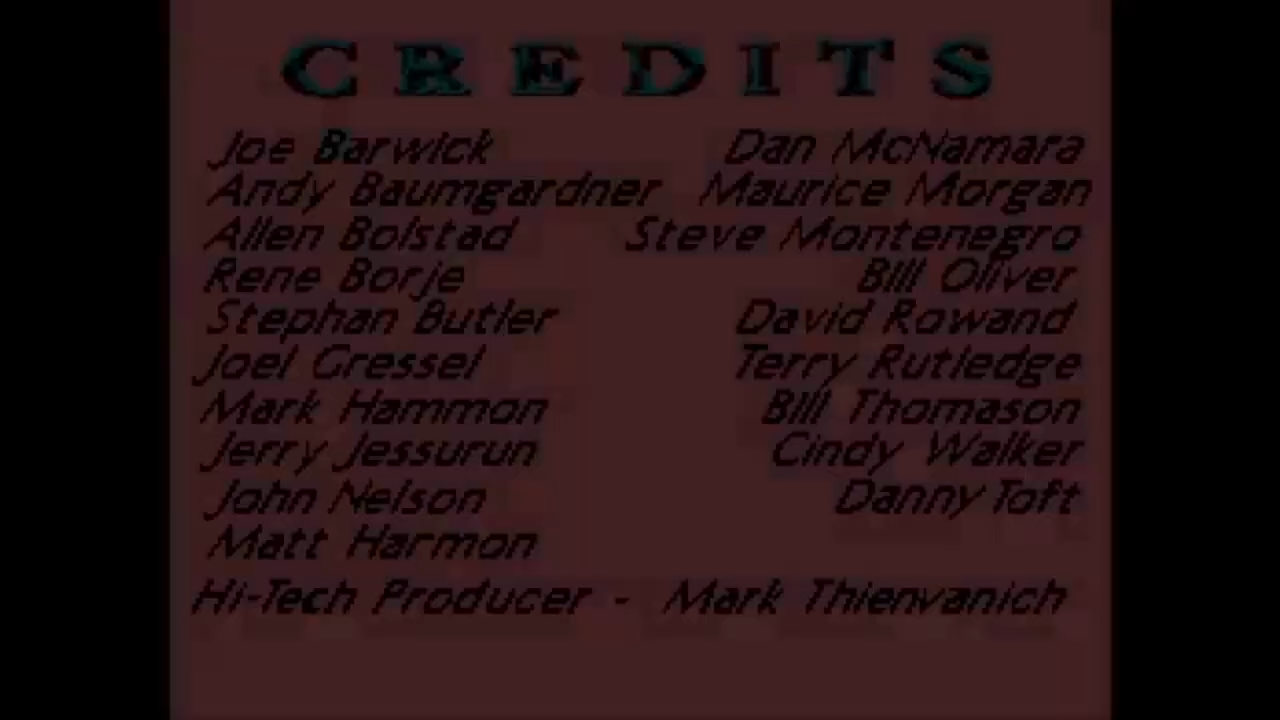 CREDITS
Joe Barwick Dan McNamara
Andy Baumgardner Maurice Morgan
Allen Bolstad Steve Montenegro
Rene Borje Bill Oliver
Stephan Butler David Rowand
Joel Gressel Terry Rutledge
Mark Hammon Bill Thomason
Jerry Jessurun Cindy Walker
John Nelson Danny Toft
Matt Harmon
Hi-Tech Producer - Mark Thienvanich